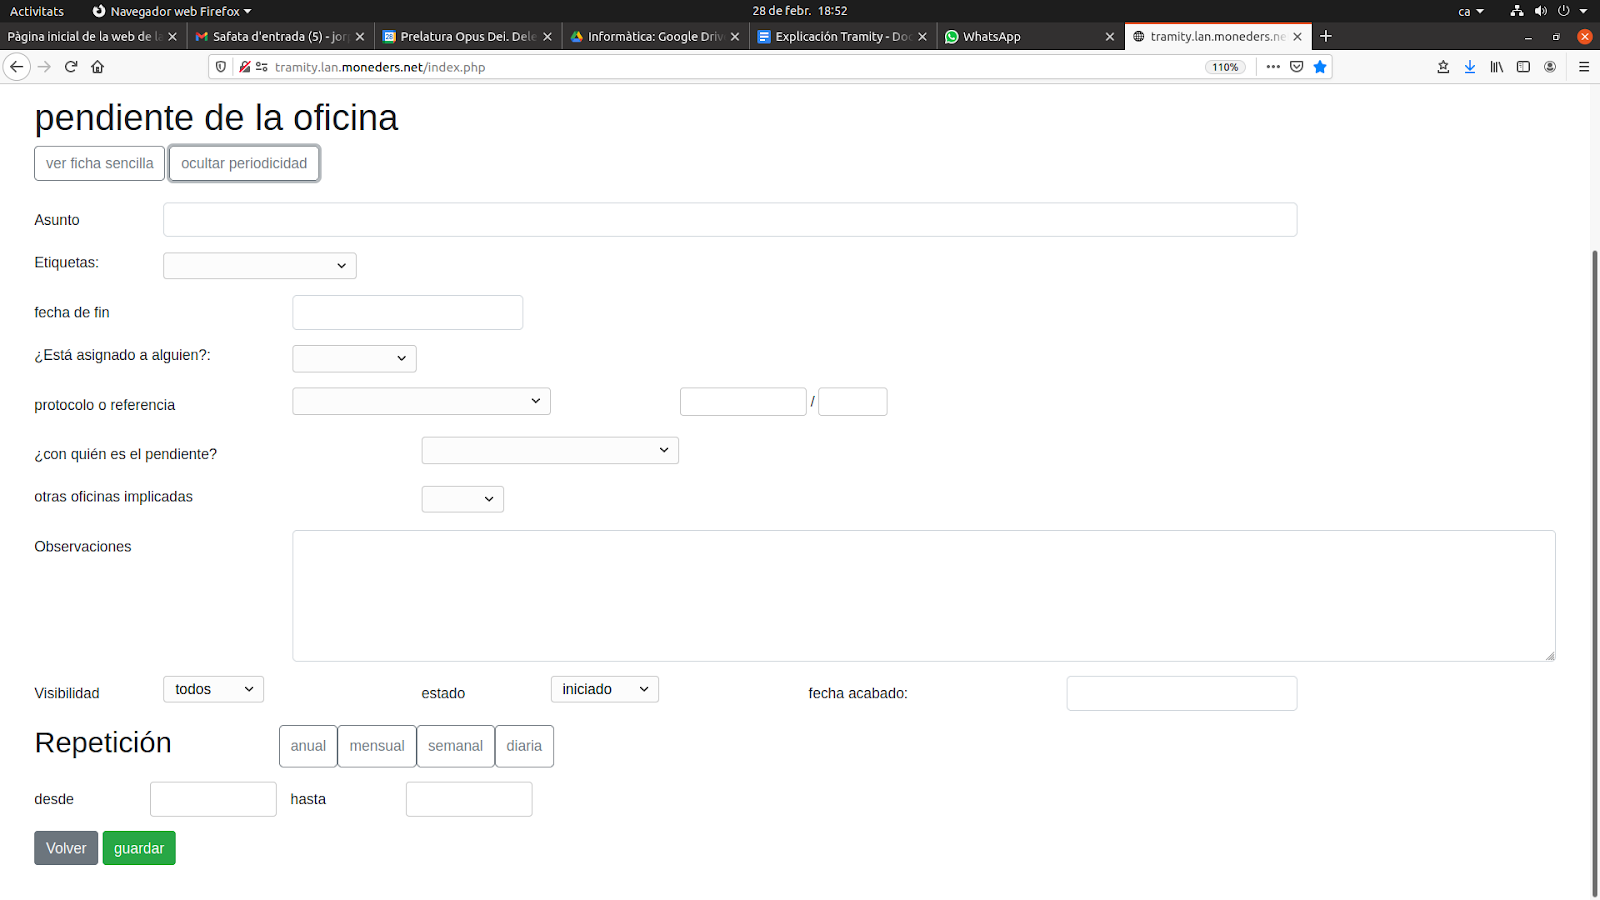 Activitats
Navegador web Firefox
28 de febr. 18:52
ca
Pàgina inicial de la web de la
Safata d'entrada (5) - jorg
Prelatura Opus Dei. Dele
Informàtica: Google Drive
Explicación Tramity - Doc
WhatsApp
tramity.lan.moneders.ne
tramity.lan.moneders.net/index.php
110%
pendiente de la oficina
ver ficha sencilla
ocultar periodicidad
Asunto
Etiquetas:
fecha de fin
¿Está asignado a alguien?:
protocolo o referencia
/
¿con quién es el pendiente?
otras oficinas implicadas
Observaciones
Visibilidad
todos
estado
iniciado
fecha acabado:
Repetición
anual
mensual
semanal
diaria
desde
hasta
Volver
guardar